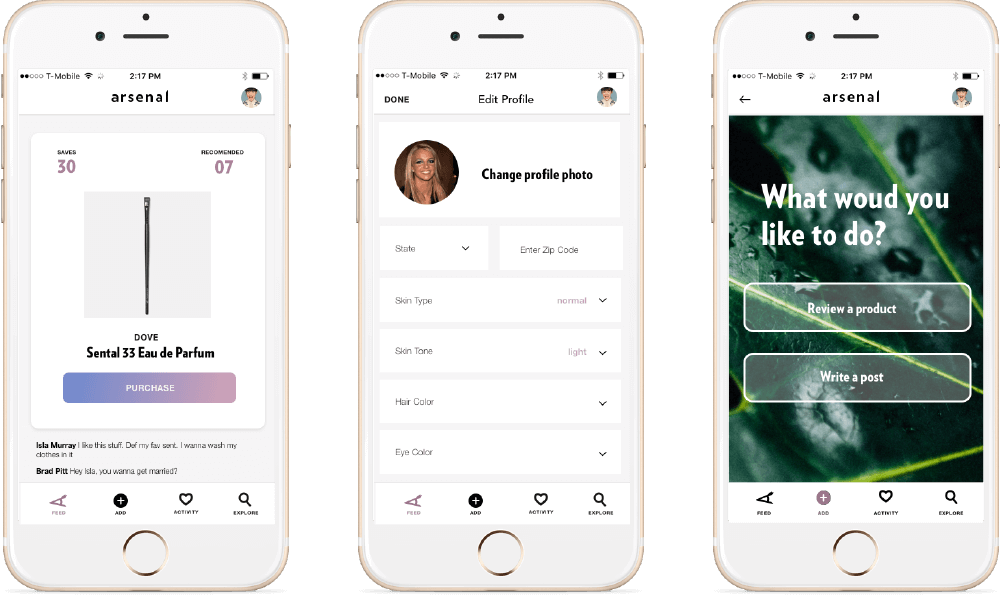 T-Mobile 2:17 PM
arsenal
SAVES
30
RECOMENDED
07
DOVE
Sental 33 Eau de Parfum
PURCHASE
Isla Murray I like this stuff. Def my fav sent. I wanna wash my
clothes in it
Brad Pitt Hey Isla, you wanna get married?
FEED ADD ACTIVITY EXPLORE
T-Mobile 2:17 PM
DONE Edit Profile
Change profile photo
State Enter Zip Code
Skin Type normal
Skin Tone light
Hair Color
Eye Color
FEED ADD ACTIVITY EXPLORE
T-Mobile 2:17 PM
arsenal
What woud you
like to do?
Review a product
Write a post
FEED ADD ACTIVITY EXPLORE